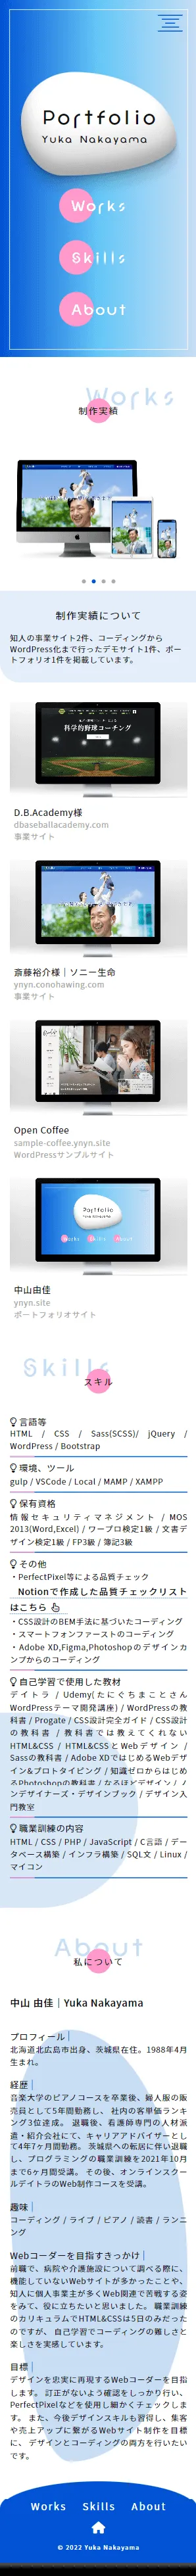 Portfolio
Yuka Nakayama
Works
Skills
About
Works
制作実績
制作実績について
知人の事業サイト2件、コーディングから
WordPress化まで行ったデモサイト1件、ポー
トフォリオ1件を掲載しています。
科学的野球コーチング
D.B.Academy様
dbaseballacademy.com
事業サイト
斎藤裕介様｜ソニー生命
ynyn.conohawing.com
事業サイト
Open Coffee
sample-coffee.ynyn.site
WordPressサンプルサイト
Portfolio
Works
Skills
About
中山由佳
ynyn.site
ポートフォリオサイト
Skills
スキル
言語等
HTML / CSS / Sass(SCSS)/ jQuery /
WordPress / Bootstrap
環境、ツール
gulp / VSCode / Local / MAMP / XAMPP
保有資格
情報セキュリティマネジメント / MOS
2013(Word,Excel) / ワープロ検定1級 / 文書デ
ザイン検定1級 / FP3級 / 簿記3級
その他
・PerfectPixel等による品質チェック
Notionで作成した品質チェックリスト
はこちら
・CSS設計のBEM手法に基づいたコーディング
・スマートフォンファーストのコーディング
・Adobe XD,Figma,Photoshopのデザインカ
ンプからのコーディング
自己学習で使用した教材
デイトラ / Udemy(たにぐちまことさん
WordPressテーマ開発講座) / WordPressの教
科書 / Progate / CSS設計完全ガイド / CSS設計
の教科書 / 教科書では教えてくれない
HTML&CSS / HTML&CSSとWebデザイン /
Sassの教科書 / Adobe XDではじめるWebデザ
イン&プロトタイピング / 知識ゼロからはじめ
るPhotoshopの教科書 / なるほどデザイン / ノ
ンデザイナーズ・デザインブック / デザイン入
門教室
職業訓練の内容
HTML / CSS / PHP / JavaScript / C言語 / デー
タベース構築 / インフラ構築 / SQL文 / Linux /
マイコン
About
私について
中山 由佳｜Yuka Nakayama
プロフィール
北海道北広島市出身、茨城県在住。1988年4月
生まれ。
経歴
音楽大学のピアノコースを卒業後、婦人服の販
売員として5年間勤務し、 社内の客単価ランキ
ング3位達成。 退職後、看護師専門の人材派
遣・紹介会社にて、キャリアアドバイザーとし
て4年7ヶ月間勤務。 茨城県への転居に伴い退職
し、プログラミングの職業訓練を2021年10月
まで6ヶ月間受講。 その後、オンラインスクー
ルデイトラのWeb制作コースを受講。
趣味
コーディング / ライブ / ピアノ / 読書 / ランニ
ング
Webコーダーを目指すきっかけ
前職で、病院や介護施設について調べる際に、
機能していないWebサイトが多かったことや、
知人に個人事業主が多くWeb関連で苦戦する姿
をみて、役に立ちたいと思いました。 職業訓練
のカリキュラムでHTML&CSSは5日のみだった
のですが、 自己学習でコーディングの難しさと
楽しさを実感しています。
目標
デザインを忠実に再現するWebコーダーを目指
します。 訂正がないよう確認をしっかり行い、
PerfectPixelなどを使用し細かくチェックしま
す。 また、今後デザインスキルも習得し、集客
や売上アップに繋がるWebサイト制作を目標
に、 デザインとコーディングの両方を行いたい
です。
Works
Skills
About
© 2022 Yuka Nakayama